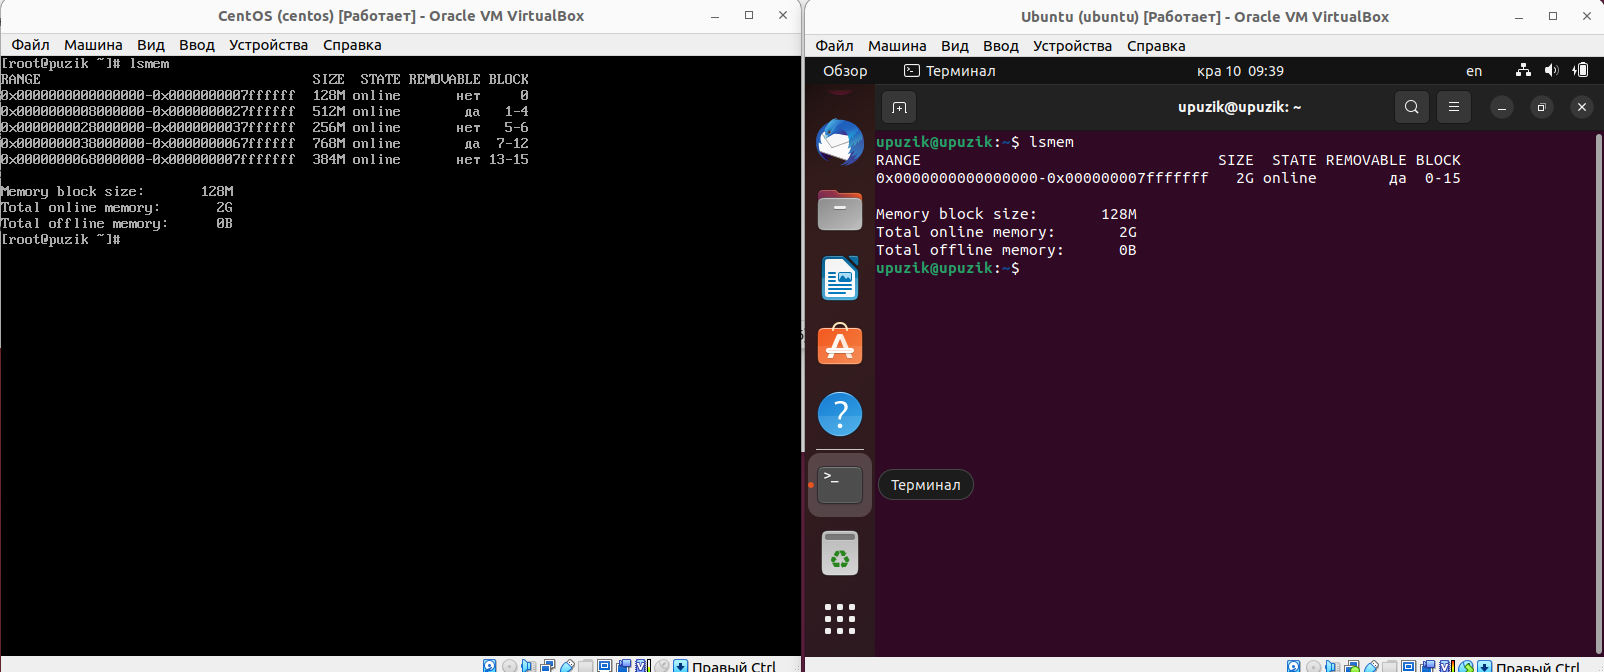 CentOS (centos) [Работает] - Oracle VM VirtualBox
Файл Машина Вид Ввод Устройства Справка
[root@puzik ~]# lsmem
RANGE SIZE STATE REMOVABLE BLOCK
0x0000000000000000-0x0000000007ffffff 128M online нет 0
0x0000000008000000-0x0000000027ffffff 512M online да 1-4
0x0000000028000000-0x0000000037ffffff 256M online нет 5-6
0x0000000038000000-0x0000000067ffffff 768M online да 7-12
0x0000000068000000-0x000000007fffffff 384M online нет 13-15
Memory block size: 128M
Total online memory: 2G
Total offline memory: 0B
[root@puzik ~]#
Правый Ctrl
Ubuntu (ubuntu) [Работает] - Oracle VM VirtualBox
Файл Машина Вид Ввод Устройства Справка
Обзор Терминал кра 10 09:39 en
upuzik@upuzik: ~
upuzik@upuzik:~$ lsmem
RANGE SIZE STATE REMOVABLE BLOCK
0x0000000000000000-0x000000007fffffff 2G online да 0-15
Memory block size: 128M
Total online memory: 2G
Total offline memory: 0B
upuzik@upuzik:~$
Терминал
Правый Ctrl